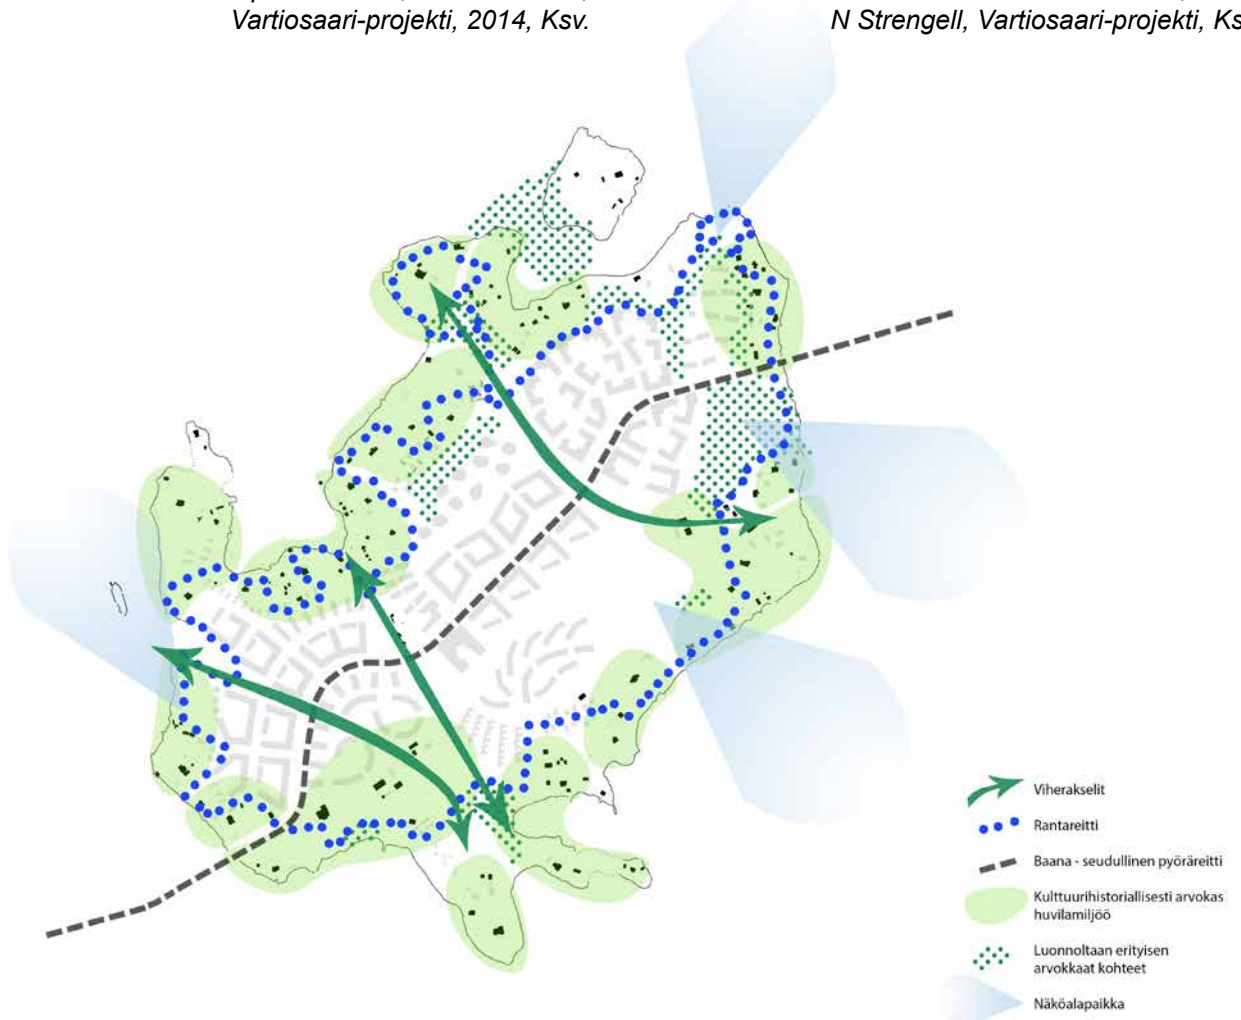 Vartiosaari-projekti, 2014, Ksv.
N Strengell, Vartiosaari-projekti, Ks
Viherakselit
Rantareitti
Baana - seudullinen pyöräreitti
Kulttuurihistoriallisesti arvokas
huvilamiljöö
Luonnoltaan erityisen
arvokkaat kohteet
Näköalapaikka